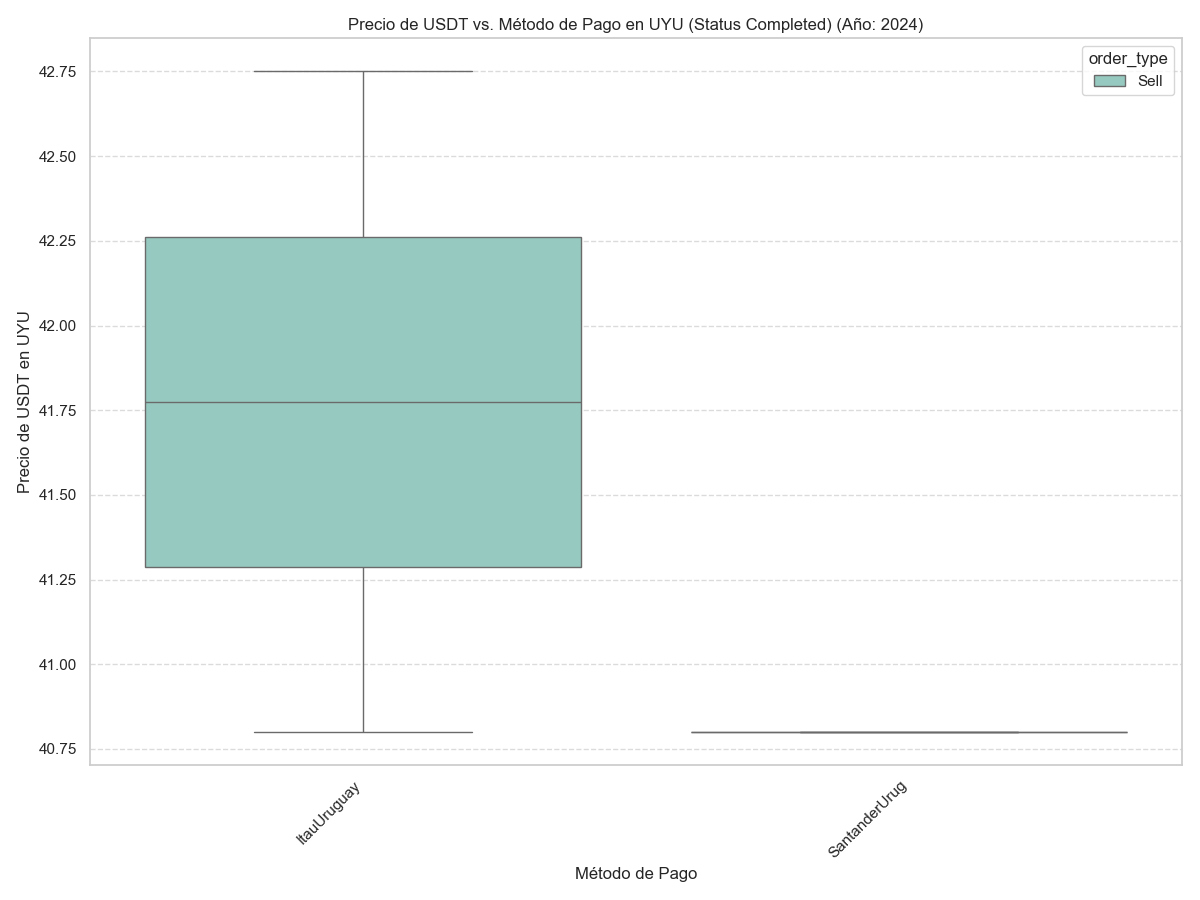 Precio de USDT vs. Método de Pago en UYU (Status Completed) (Año: 2024)
order_type
Sell
42.75
42.50
42.25
42.00
41.75
41.50
41.25
41.00
40.75
Precio de USDT en UYU
ItauUruguay
SantanderUrug
Método de Pago